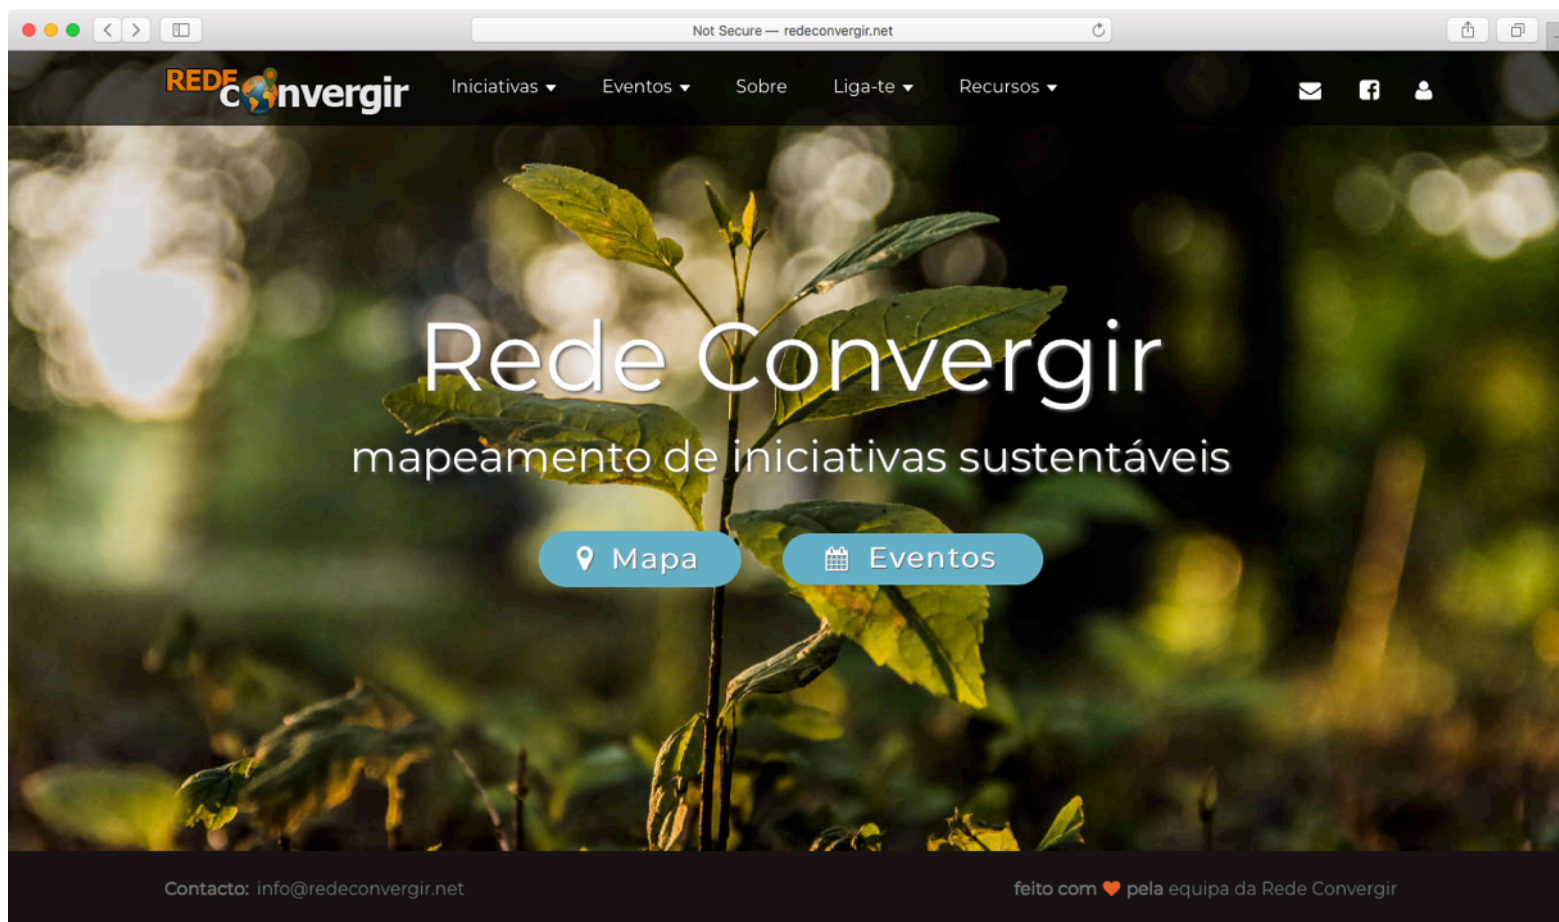 Not Secure — redeconvergir.net
REDE Convergir
Iniciativas
Eventos
Sobre
Liga-te
Recursos
Rede Convergir
mapeamento de iniciativas sustentáveis
Mapa
Eventos
Contacto: info@redeconvergir.net
feito com pela equipa da Rede Convergir